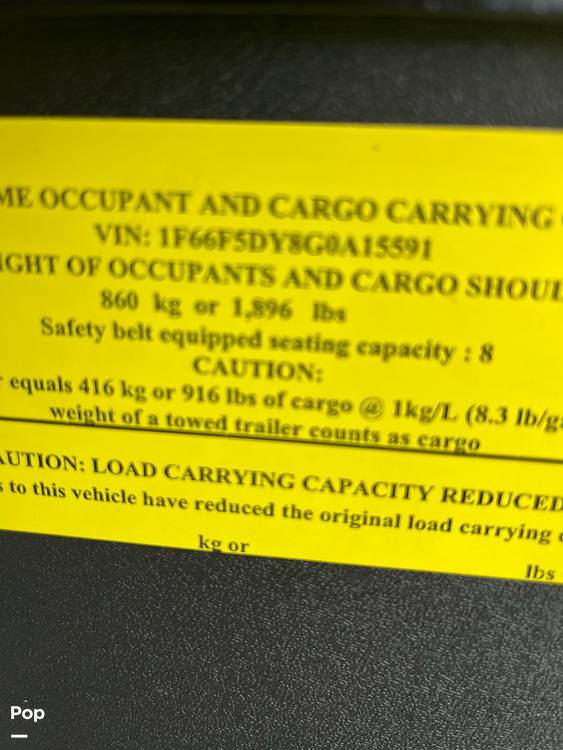 ME OCCUPANT AND CARGO CARRYING
VIN: 1F66F5DY8G0A15591
IGHT OF OCCUPANTS AND CARGO SHOUL
860 kg or 1,896 lbs
Safety belt equipped seating capacity : 8
CAUTION:
r equals 416 kg or 916 lbs of cargo @ 1kg/L (8.3 lb/ga
weight of a towed trailer counts as cargo
AUTION: LOAD CARRYING CAPACITY REDUCED
s to this vehicle have reduced the original load carrying c
kg or lbs
Pop